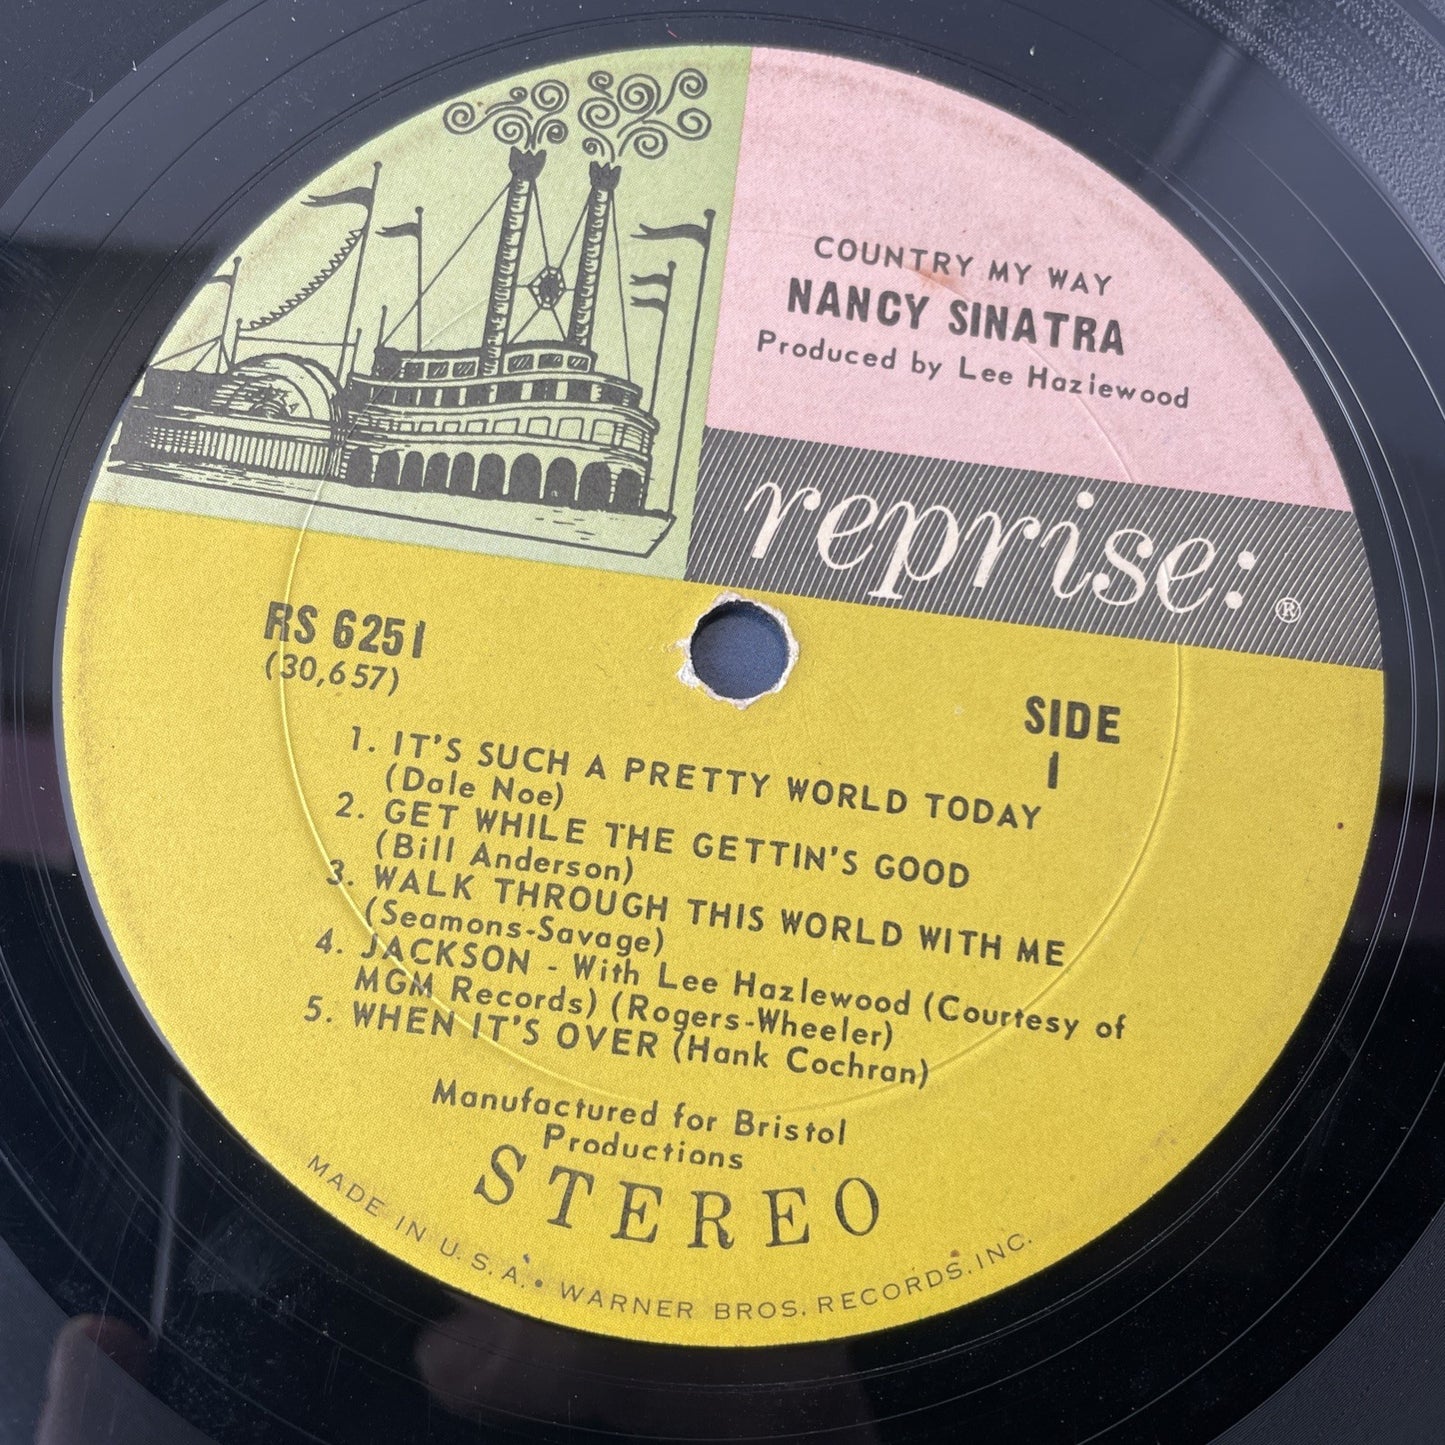 COUNTRY MY WAY
NANCY SINATRA
Produced by Lee Haziewood
reprise:®
RS 6251
(30,657)
SIDE
1
1. IT'S SUCH A PRETTY WORLD TODAY
(Dale Noe)
2. GET WHILE THE GETTIN'S GOOD
(Bill Anderson)
3. WALK THROUGH THIS WORLD WITH ME
(Seamons-Savage)
4. JACKSON - With Lee Hazlewood (Courtesy of
MGM Records) (Rogers-Wheeler)
5. WHEN IT'S OVER (Hank Cochran)
Manufactured for Bristol
Productions
STEREO
MADE IN U.S.A. • WARNER BROS. RECORDS, INC.